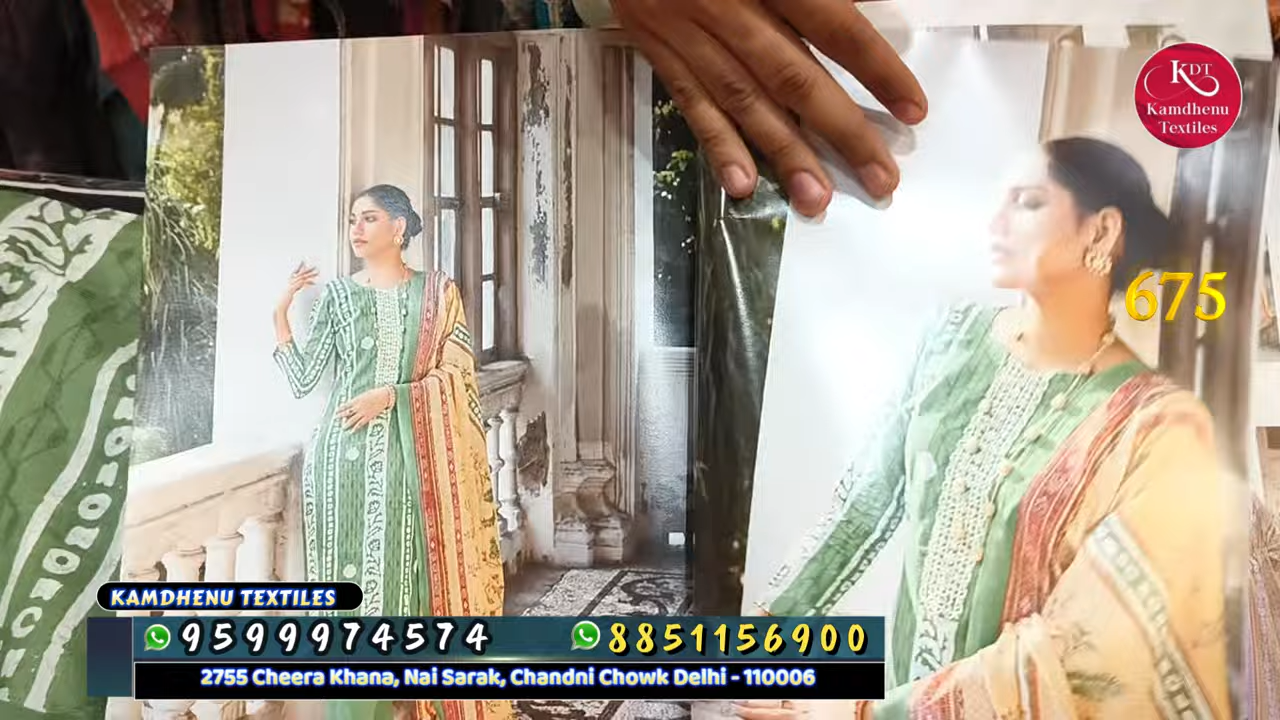 KDT
Kamdhenu
Textiles
675
KAMDHENU TEXTILES
9599974574
8851156900
2755 Cheera Khana, Nai Sarak, Chandni Chowk Delhi - 110006